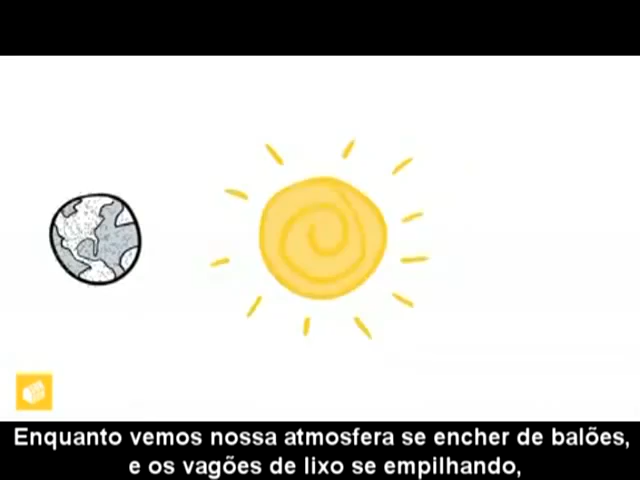 Enquanto vemos nossa atmosfera se encher de balões,
e os vagões de lixo se empilhando,